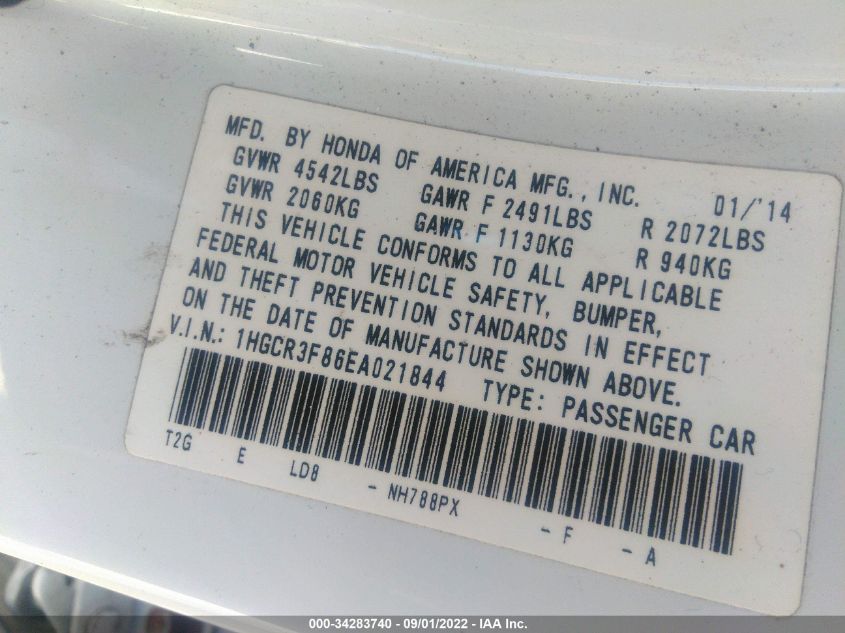 MFD. BY HONDA OF AMERICA MFG., INC. 01/'14
GVWR 4542LBS GAWR F 2491LBS R 2072LBS
GVWR 2060KG GAWR F 1130KG R 940KG
THIS VEHICLE CONFORMS TO ALL APPLICABLE
FEDERAL MOTOR VEHICLE SAFETY, BUMPER,
AND THEFT PREVENTION STANDARDS IN EFFECT
ON THE DATE OF MANUFACTURE SHOWN ABOVE.
V.I.N.: 1HGCR3F86EA021844 TYPE: PASSENGER CAR
T2G E LD8 - NH788PX - F - A
000-34283740 - 09/01/2022 - IAA Inc.